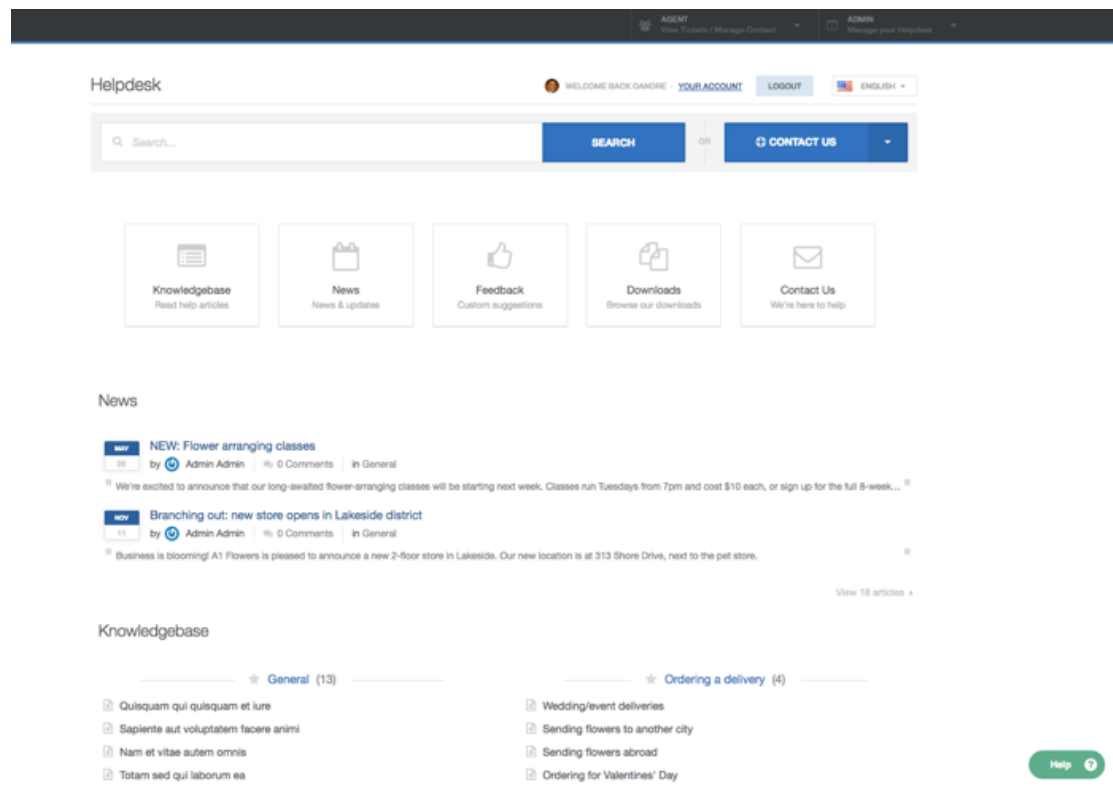 AGENT
View Tickets / Manage Content
ADMIN
Manage your Helpdesk
Helpdesk
WELCOME BACK DANDRE · YOUR ACCOUNT
LOGOUT
ENGLISH
Search...
SEARCH
OR
CONTACT US
Knowledgebase
Read help articles
News
News & updates
Feedback
Custom suggestions
Downloads
Browse our downloads
Contact Us
We're here to help
News
MAY
25
NEW: Flower arranging classes
by Admin Admin 0 Comments in General
We're excited to announce that our long-awaited flower-arranging classes will be starting next week. Classes run Tuesdays from 7pm and cost $10 each, or sign up for the full 8-week...
NOV
11
Branching out: new store opens in Lakeside district
by Admin Admin 0 Comments in General
Business is blooming! A1 Flowers is pleased to announce a new 2-floor store in Lakeside. Our new location is at 313 Shore Drive, next to the pet store.
View 18 articles
Knowledgebase
General (13)
Quisquam qui quisquam et iure
Sapiente aut voluptatem facere animi
Nam et vitae autem omnis
Totam sed qui laborum ea
Ordering a delivery (4)
Wedding/event deliveries
Sending flowers to another city
Sending flowers abroad
Ordering for Valentines' Day
Help